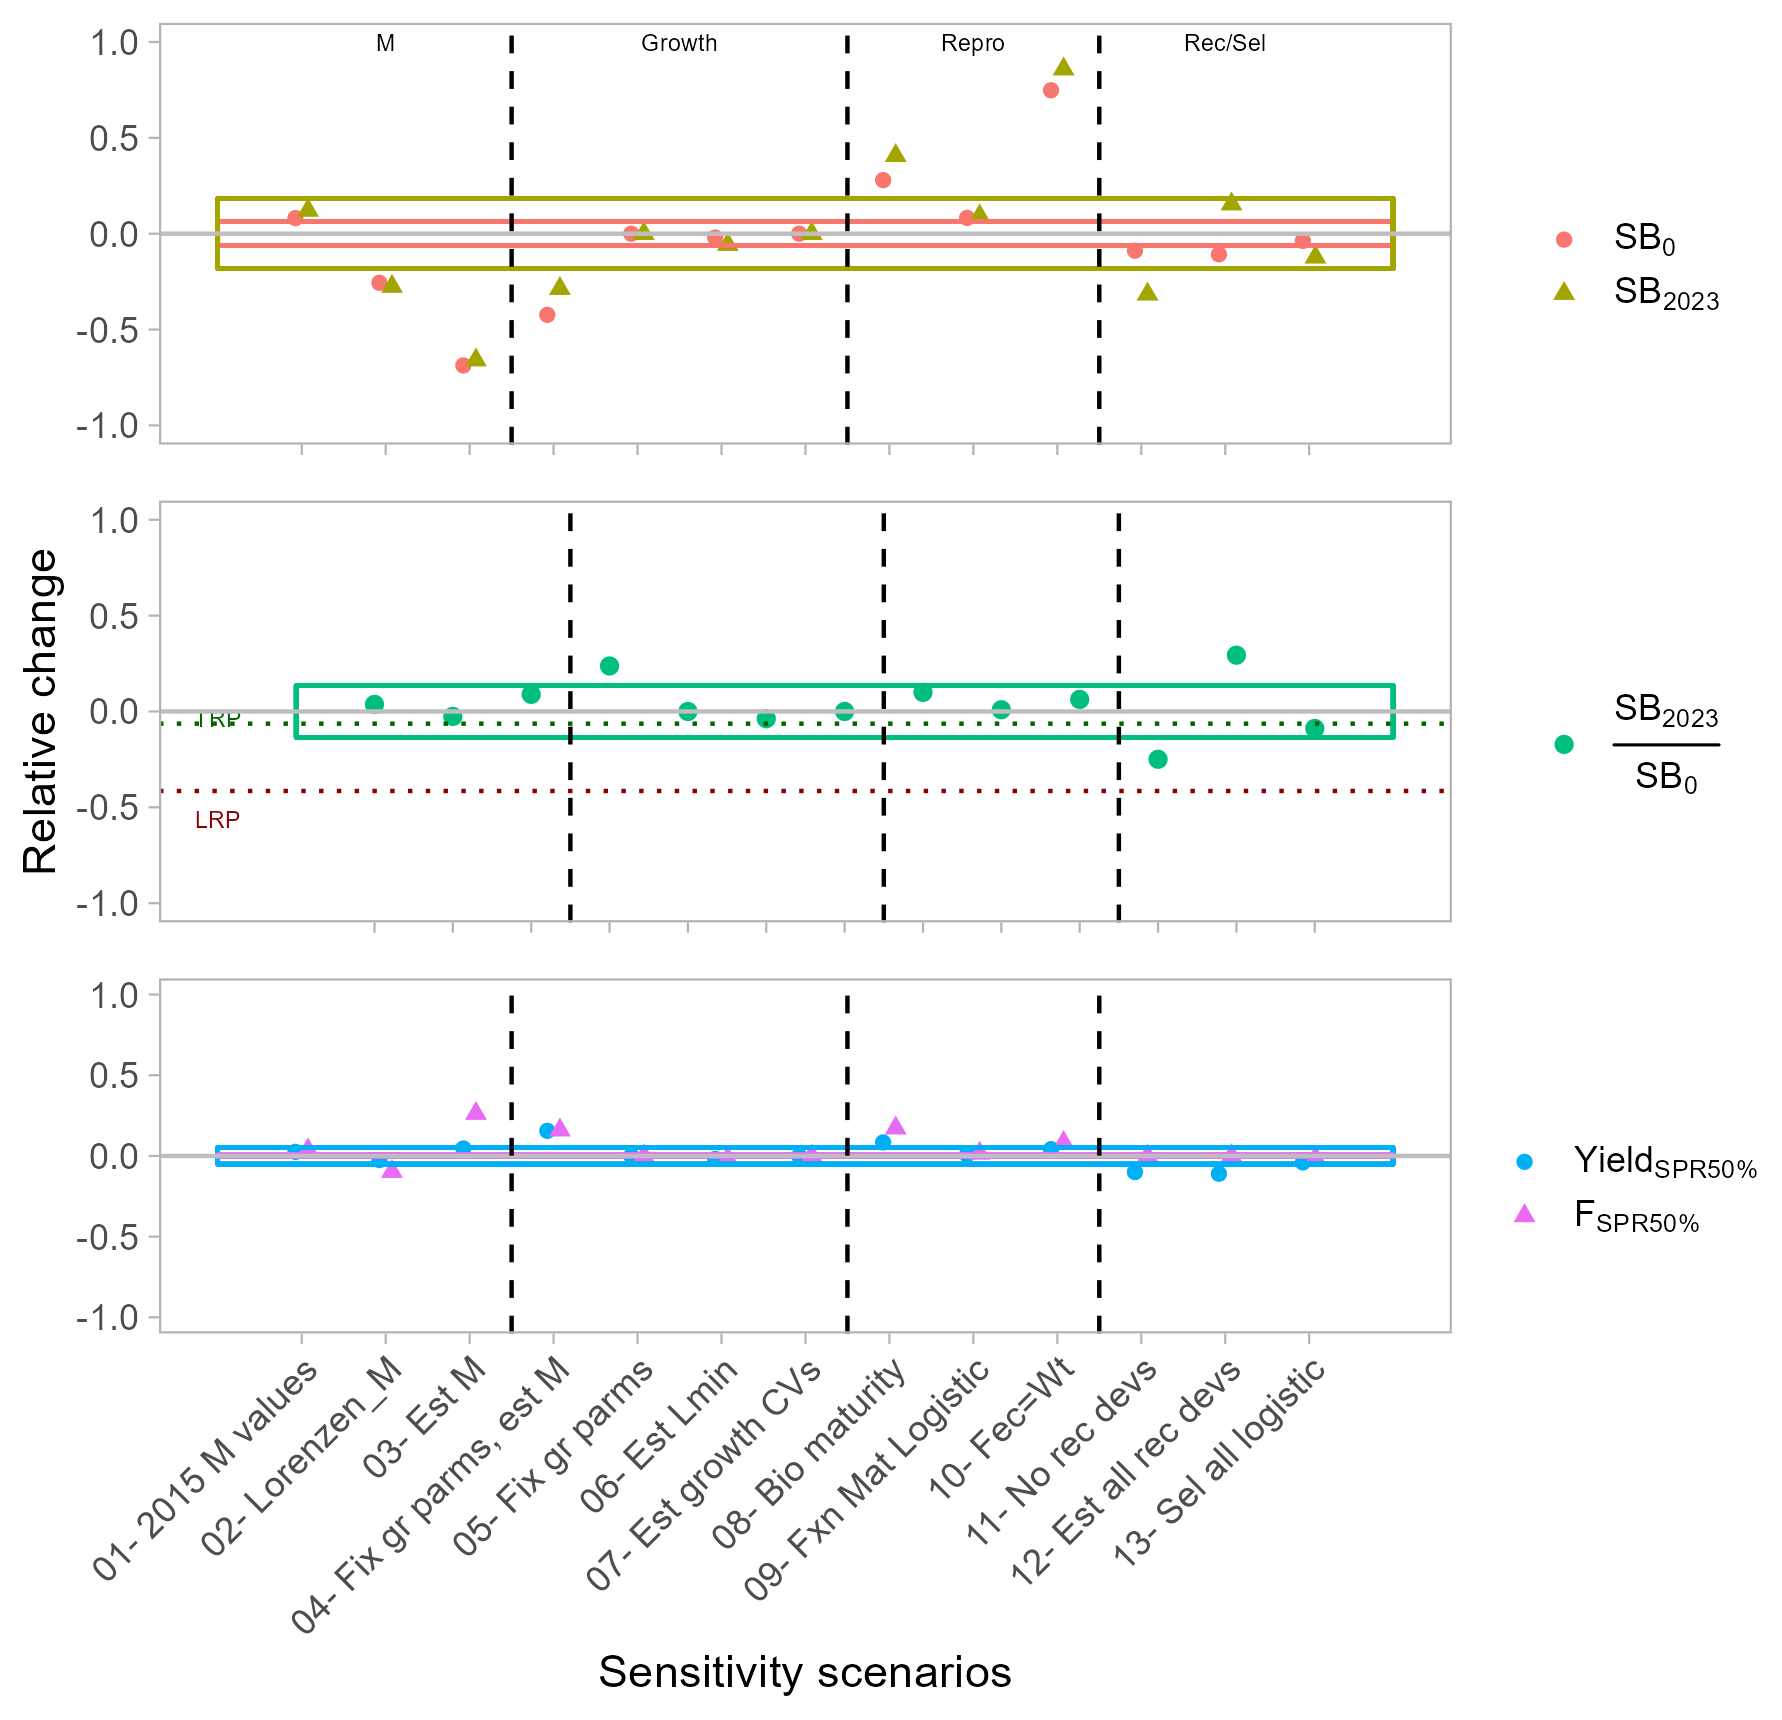 M Growth Repro Rec/Sel
1.0
0.5
0.0
-0.5
-1.0
SB0
SB2023
Relative change
1.0
0.5
0.0
-0.5
-1.0
TRP
LRP
SB2023
SB0
1.0
0.5
0.0
-0.5
-1.0
YieldSPR50%
FSPR50%
01- 2015 M values
02- Lorenzen_M
03- Est M
04- Fix gr parms, est M
05- Fix gr parms
06- Est Lmin
07- Est growth CVs
08- Bio maturity
09- Fxn Mat Logistic
10- Fec=Wt
11- No rec devs
12- Est all rec devs
13- Sel all logistic
Sensitivity scenarios